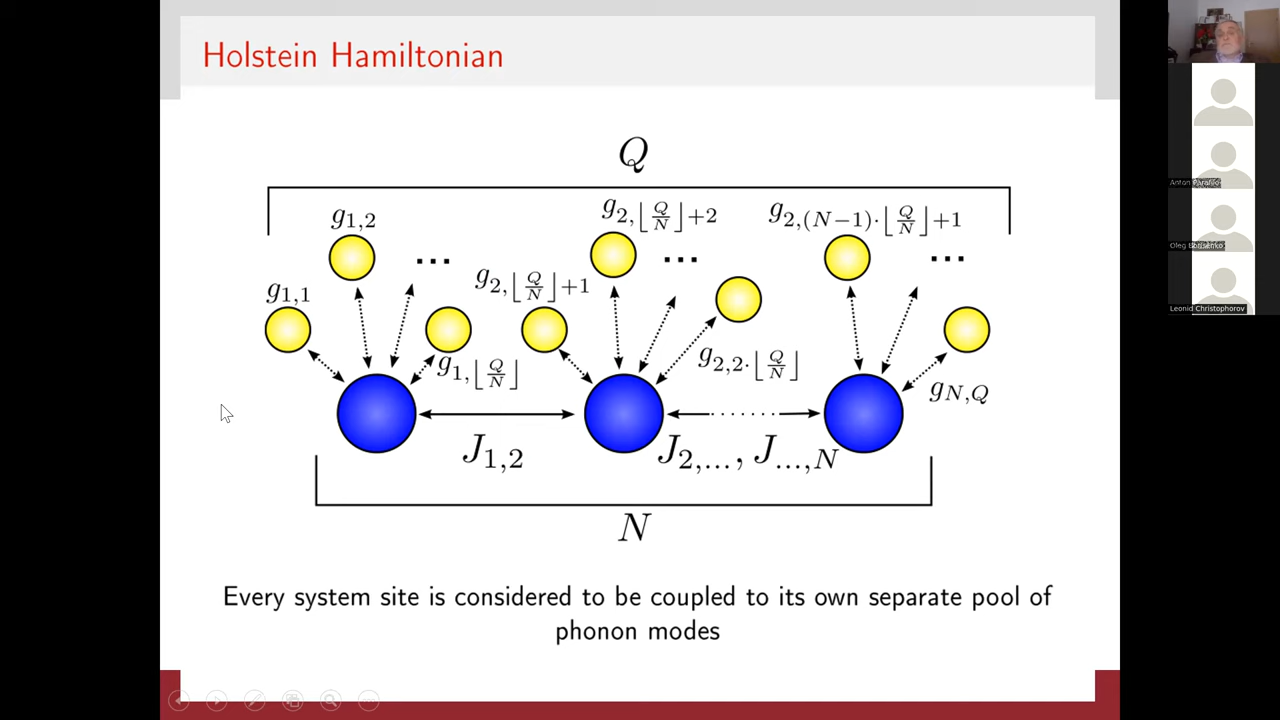 Holstein Hamiltonian
Q
g_{1,2}
g_{2,⌊Q/N⌋+2}
g_{2,(N−1)·⌊Q/N⌋+1}
...
...
...
g_{1,1}
g_{2,⌊Q/N⌋+1}
g_{1,⌊Q/N⌋}
g_{2,2·⌊Q/N⌋}
g_{N,Q}
J_{1,2}
J_{2,...}, J_{...,N}
N
Every system site is considered to be coupled to its own separate pool of
phonon modes
Leonid Christophorov